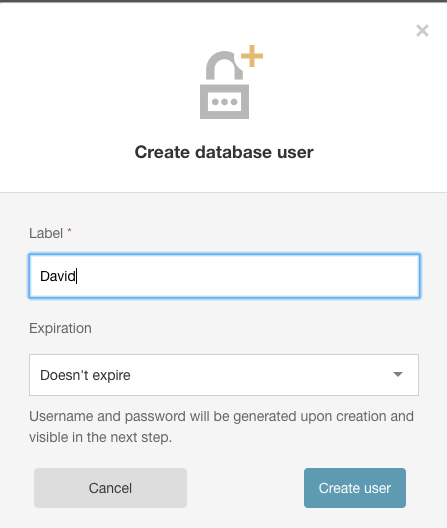 Create database user
Label *
David
Expiration
Doesn't expire
Username and password will be generated upon creation and
visible in the next step.
Cancel
Create user